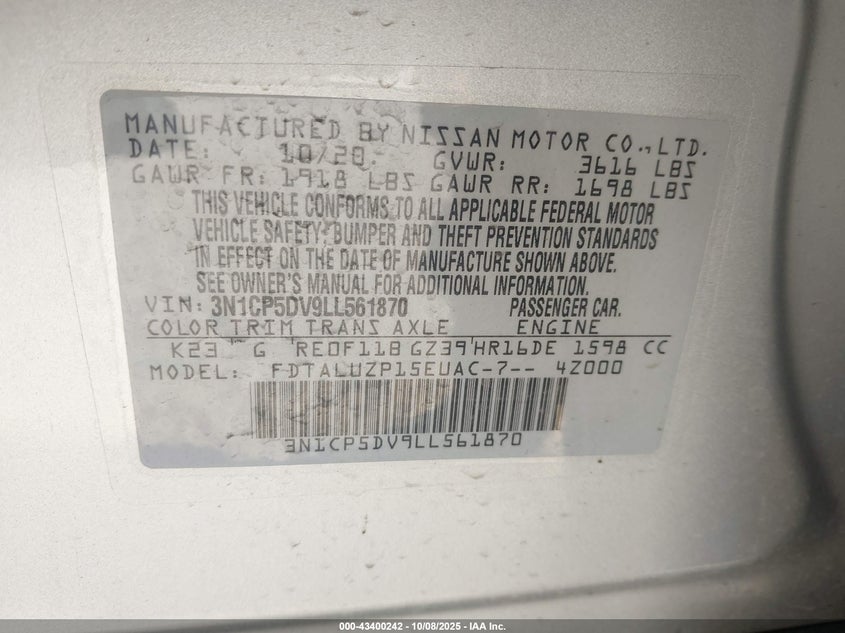 MANUFACTURED BY NISSAN MOTOR CO.,LTD.
DATE: 10/20. GVWR: 3616 LBS
GAWR FR: 1918 LBS GAWR RR: 1698 LBS
THIS VEHICLE CONFORMS TO ALL APPLICABLE FEDERAL MOTOR
VEHICLE SAFETY, BUMPER AND THEFT PREVENTION STANDARDS
IN EFFECT ON THE DATE OF MANUFACTURE SHOWN ABOVE.
SEE OWNER'S MANUAL FOR ADDITIONAL INFORMATION.
VIN: 3N1CP5DV9LL561870 PASSENGER CAR.
COLOR TRIM TRANS AXLE ENGINE
K23 G RE0F11B GZ39 HR16DE 1598 CC
MODEL: FDTALUZP15EUAC-7-- 4Z000
3N1CP5DV9LL561870
000-43400242 - 10/08/2025 - IAA Inc.